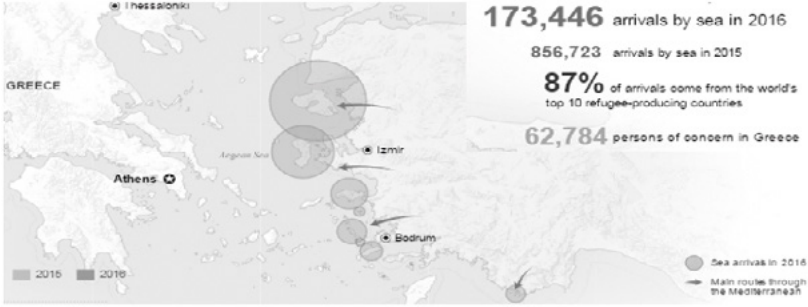 Thessaloniki
173,446 arrivals by sea in 2016
856,723 arrivals by sea in 2015
87% of arrivals come from the world's
top 10 refugee-producing countries
62,784 persons of concern in Greece
GREECE
Aegean Sea
Izmir
Athens
Bodrum
Sea arrivals in 2016
Main routes through
the Mediterranean
2015 2016